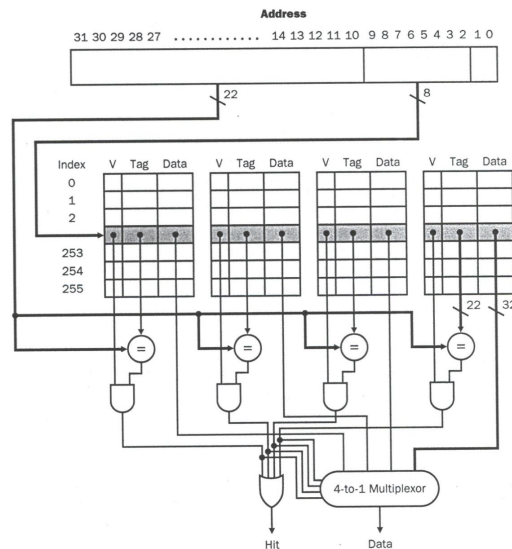 Address
31 30 29 28 27 ............ 14 13 12 11 10 9 8 7 6 5 4 3 2 1 0
22
8
Index V Tag Data V Tag Data V Tag Data V Tag Data
0
1
2
253
254
255
22 32
= = = =
4-to-1 Multiplexor
Hit Data